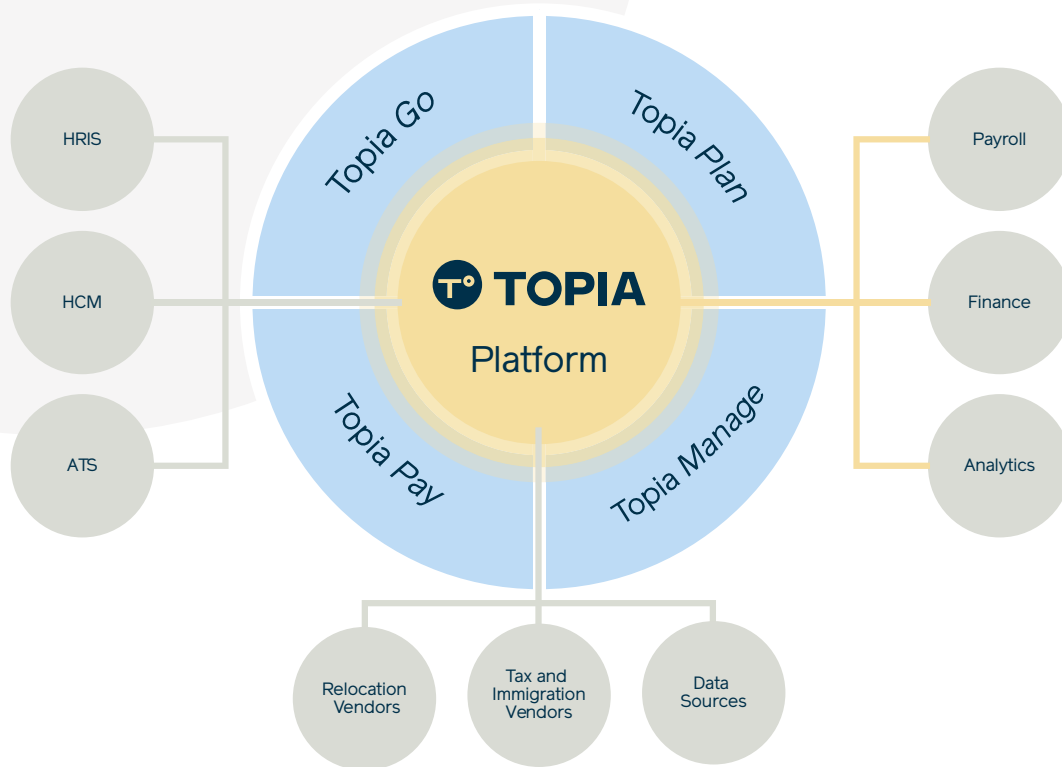 Topia Go
Topia Plan
HRIS
Payroll
HCM
T° TOPIA
Platform
Finance
ATS
Topia Pay
Topia Manage
Analytics
Relocation
Vendors
Tax and
Immigration
Vendors
Data
Sources